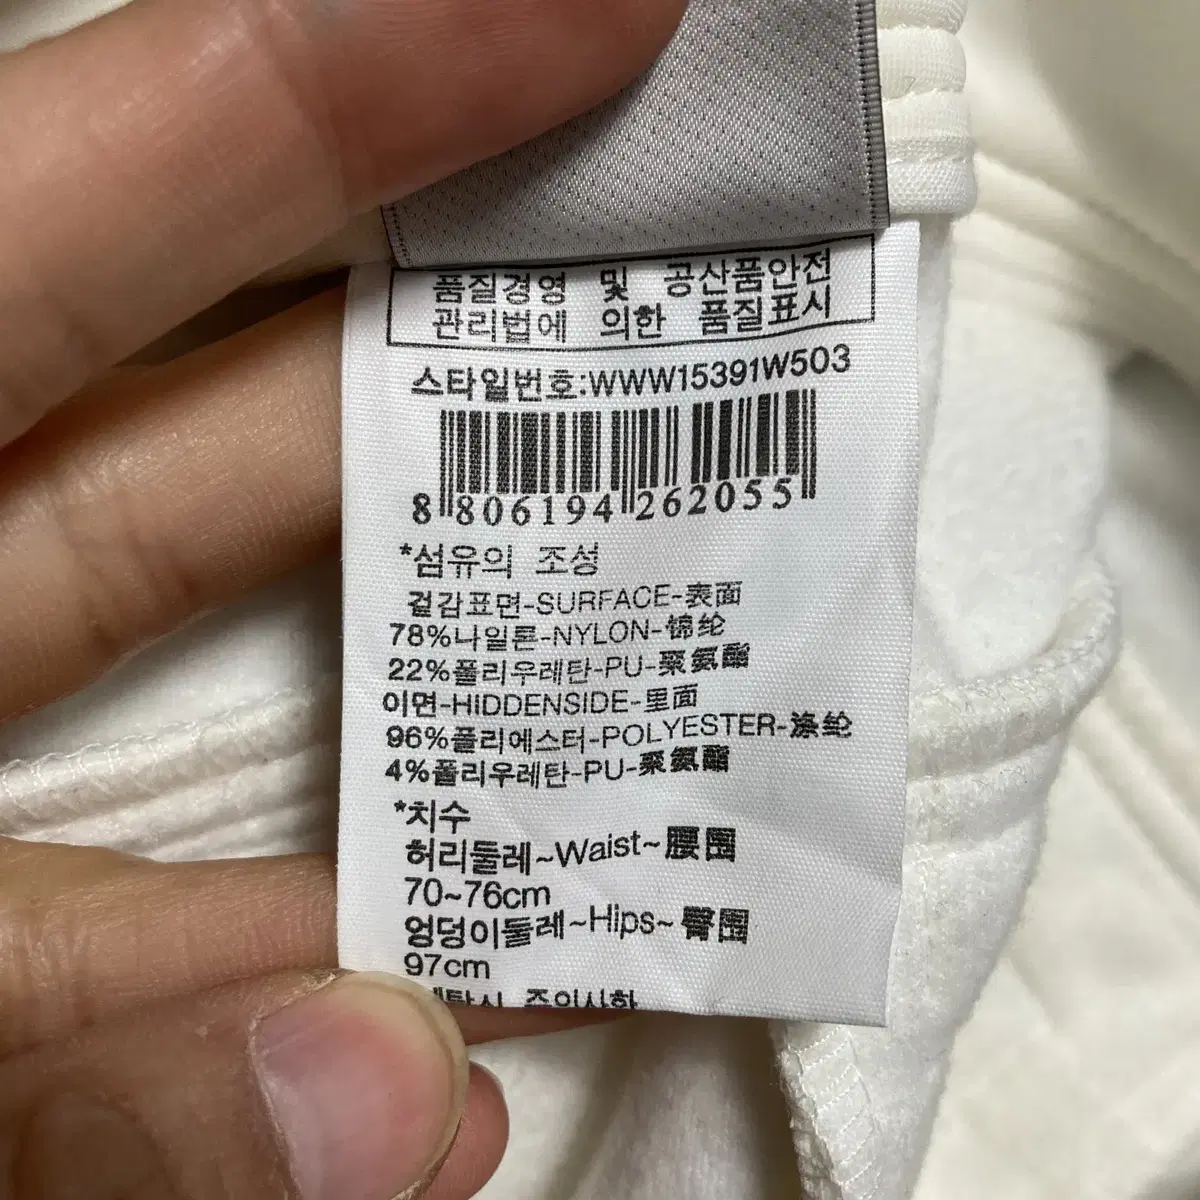 품질경영 및 공산품안전
관리법에 의한 품질표시
스타일번호:WWW15391W503
8 806194 262055
*섬유의 조성
겉감표면-SURFACE-表面
78%나일론-NYLON-锦纶
22%폴리우레탄-PU-聚氨酯
이면-HIDDENSIDE-里面
96%폴리에스터-POLYESTER-涤纶
4%폴리우레탄-PU-聚氨酯
*치수
허리둘레~Waist~腰围
70~76cm
엉덩이둘레~Hips~臀围
97cm
주의사항